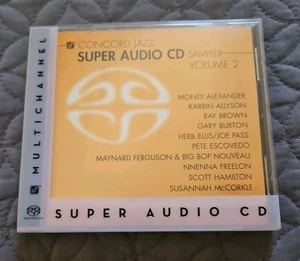 CONCORD JAZZ
SUPER AUDIO CD SAMPLER
VOLUME 2
MONTY ALEXANDER
KARRIN ALLYSON
RAY BROWN
GARY BURTON
HERB ELLIS/JOE PASS
PETE ESCOVEDO
MAYNARD FERGUSON & BIG BOP NOUVEAU
NNENNA FREELON
SCOTT HAMILTON
SUSANNAH McCORKLE
MULTICHANNEL
SUPER AUDIO CD